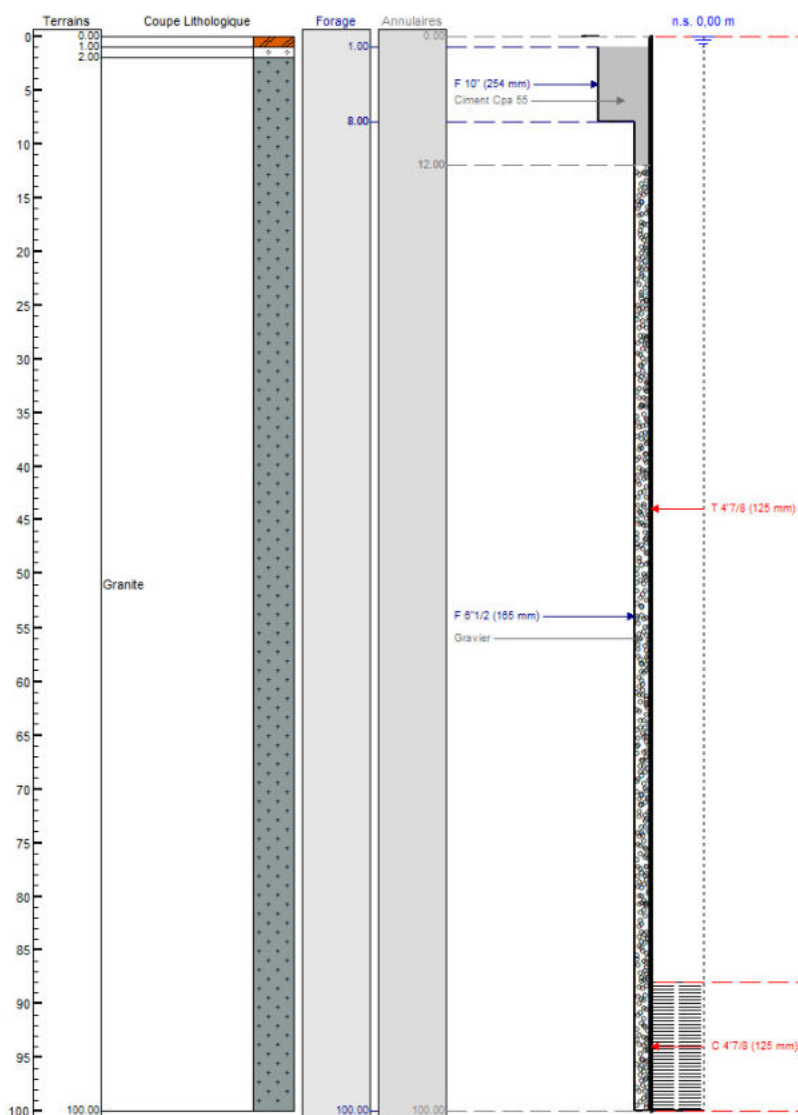 Terrains Coupe Lithologique Forage Annulaires n.s. 0,00 m
0 0.00 0.00
1.00 1.00
2.00
5 F 10" (254 mm)
Ciment Cpa 55
8.00
10
12.00
15
20
25
30
35
40
T 4"7/8 (125 mm)
45
50
Granite
F 6"1/2 (165 mm)
55
Gravier
60
65
70
75
80
85
90
C 4"7/8 (125 mm)
95
100 100.00 100.00 100.00